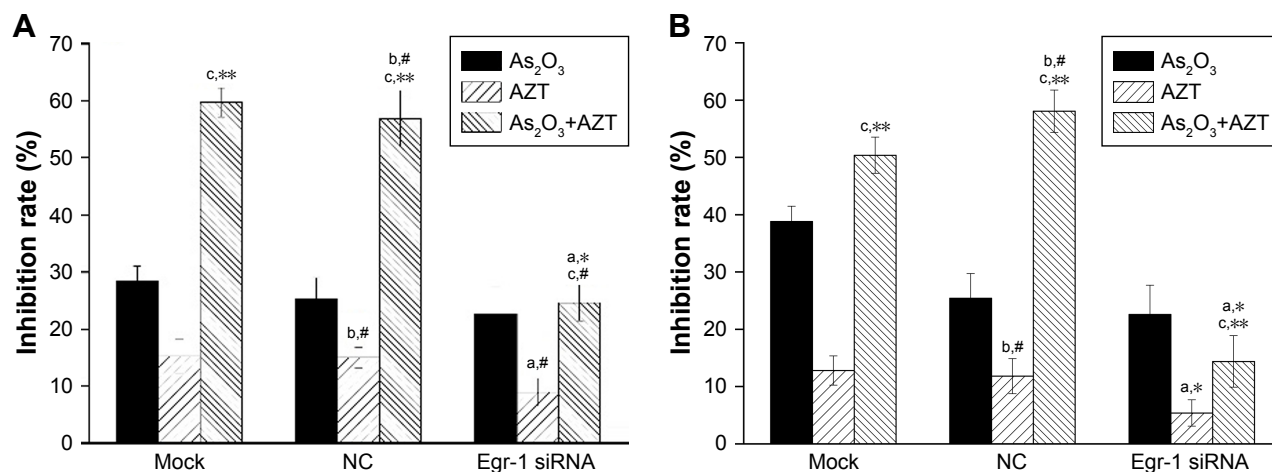 A
Inhibition rate (%)
70
60
50
40
30
20
10
0
c,**
b,#
c,**
b,#
a,#
a,*
c,#
As₂O₃
AZT
As₂O₃+AZT
Mock
NC
Egr-1 siRNA
B
Inhibition rate (%)
70
60
50
40
30
20
10
0
c,**
b,#
b,#
c,**
a,*
a,*
c,**
As₂O₃
AZT
As₂O₃+AZT
Mock
NC
Egr-1 siRNA